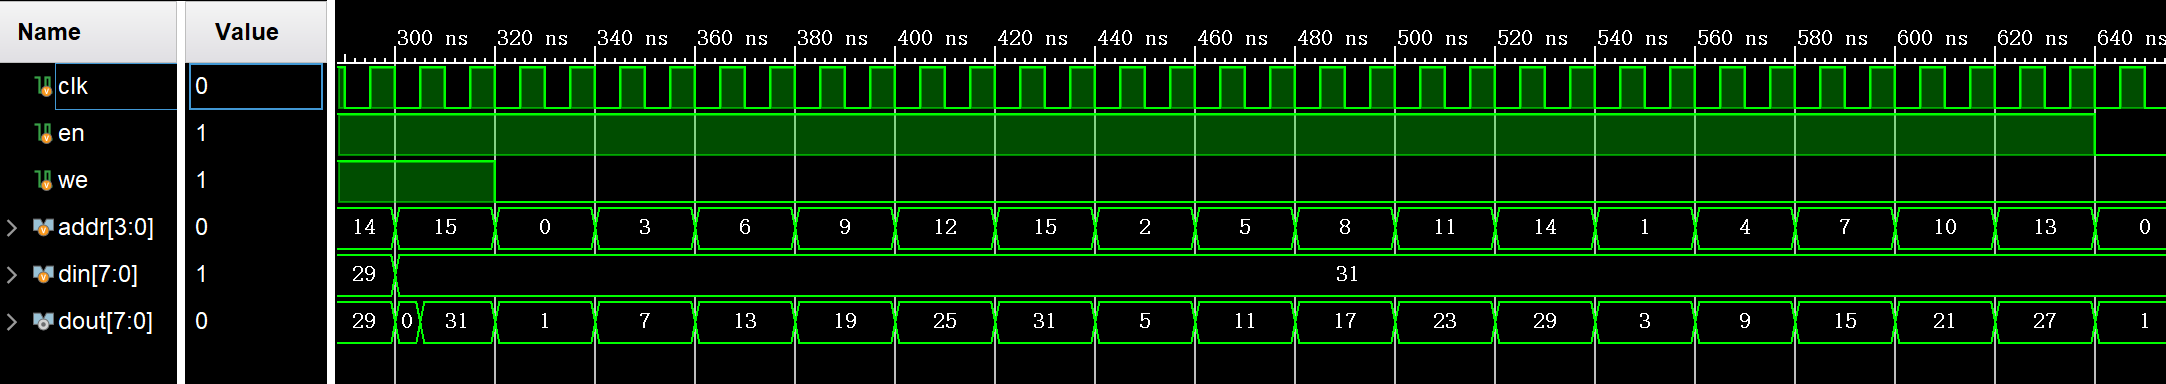 Name Value 300 ns 320 ns 340 ns 360 ns 380 ns 400 ns 420 ns 440 ns 460 ns 480 ns 500 ns 520 ns 540 ns 560 ns 580 ns 600 ns 620 ns 640 ns
clk 0
en 1
we 1
addr[3:0] 0 14 15 0 3 6 9 12 15 2 5 8 11 14 1 4 7 10 13 0
din[7:0] 1 29 31
dout[7:0] 0 29 0 31 1 7 13 19 25 31 5 11 17 23 29 3 9 15 21 27 1